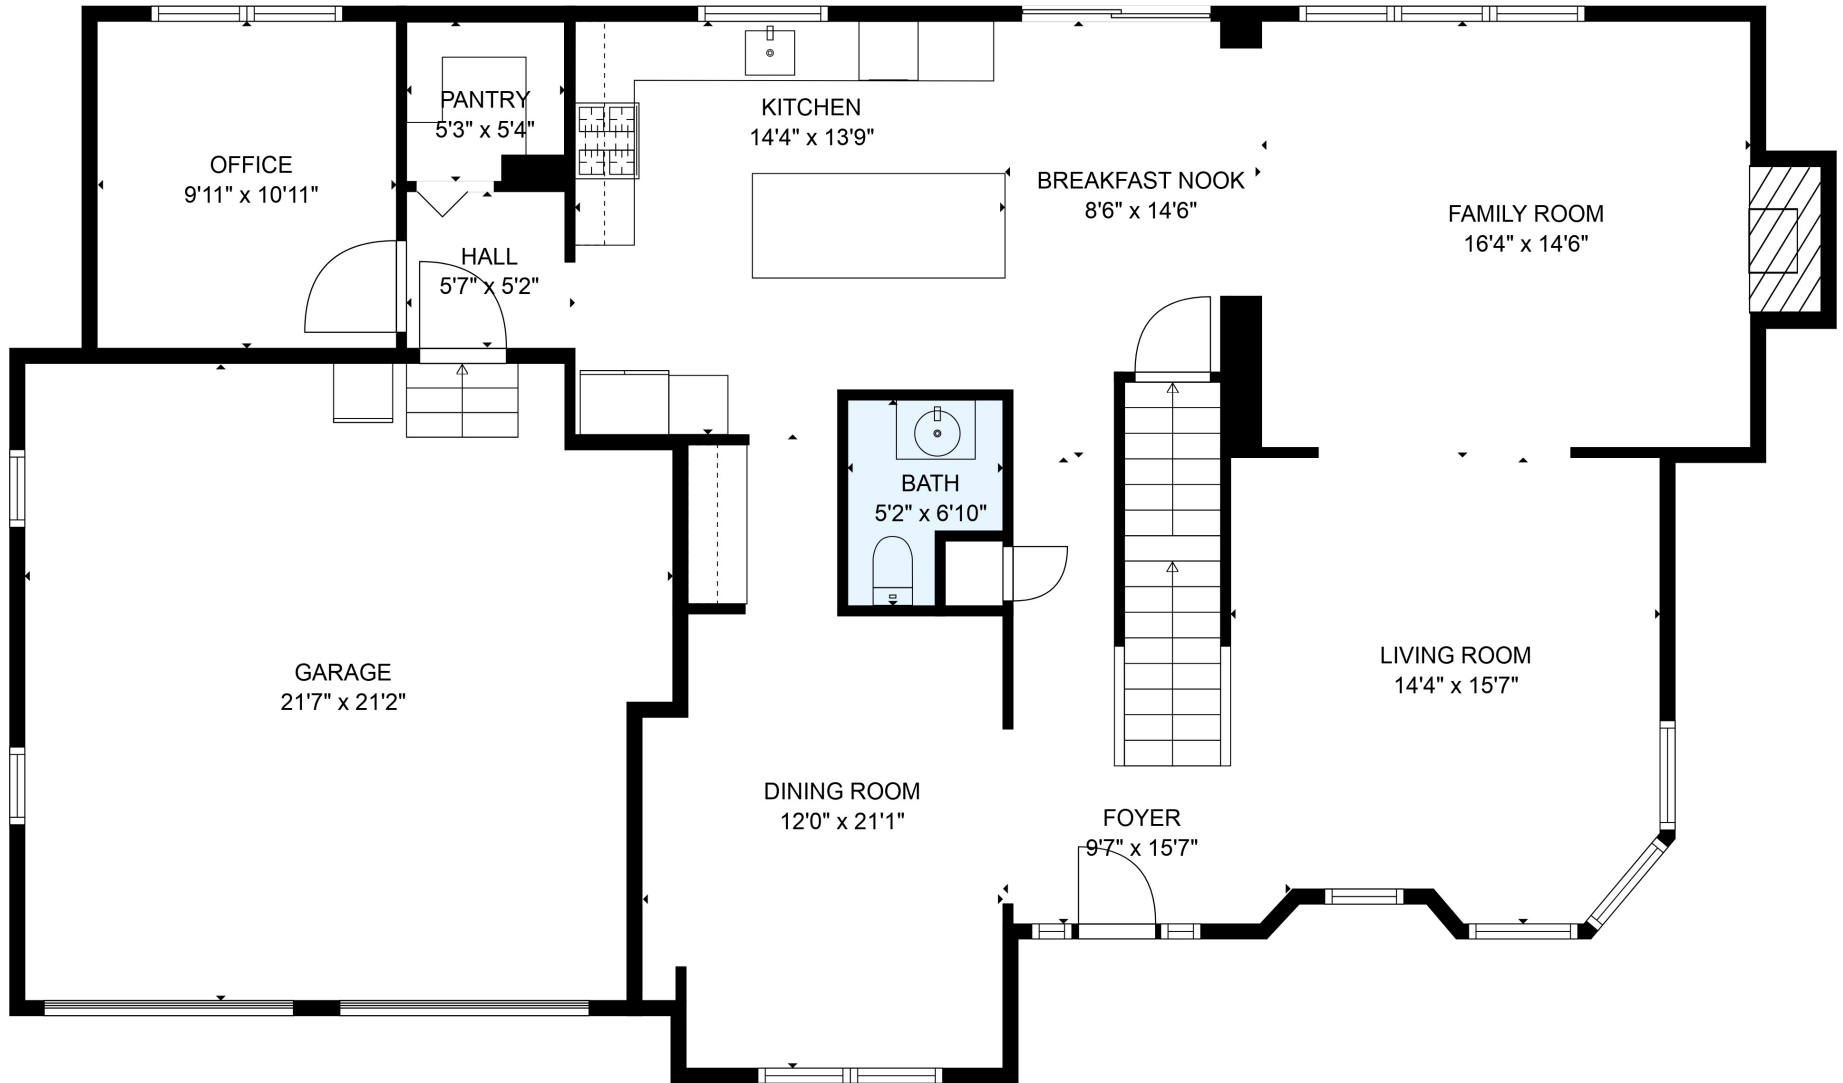 OFFICE
9'11" x 10'11"
PANTRY
5'3" x 5'4"
HALL
5'7" x 5'2"
KITCHEN
14'4" x 13'9"
BREAKFAST NOOK
8'6" x 14'6"
FAMILY ROOM
16'4" x 14'6"
BATH
5'2" x 6'10"
GARAGE
21'7" x 21'2"
DINING ROOM
12'0" x 21'1"
FOYER
9'7" x 15'7"
LIVING ROOM
14'4" x 15'7"